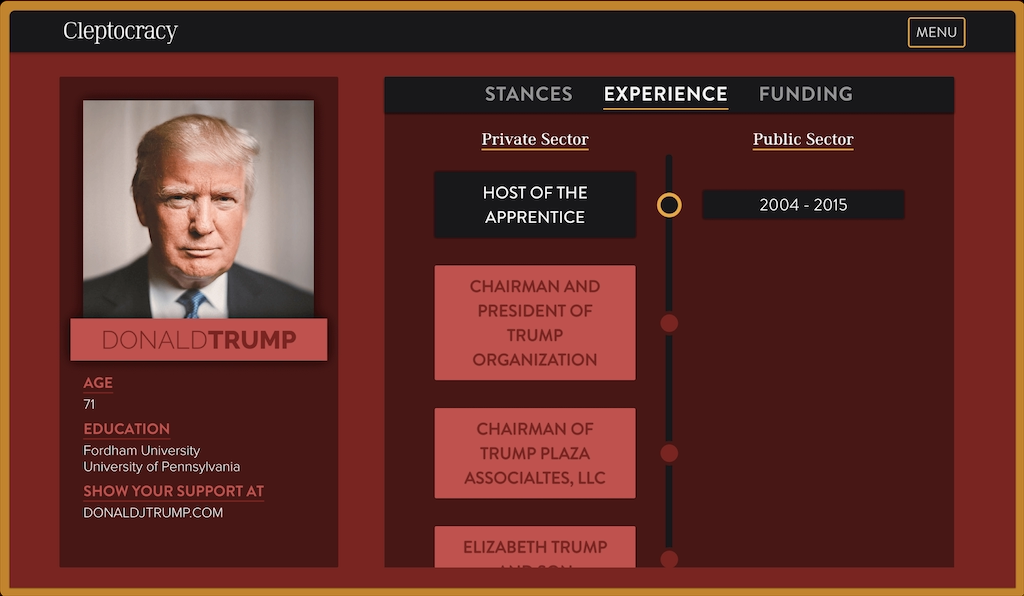 Cleptocracy
MENU
DONALDTRUMP
AGE
71
EDUCATION
Fordham University
University of Pennsylvania
SHOW YOUR SUPPORT AT
DONALDJTRUMP.COM
STANCES EXPERIENCE FUNDING
Private Sector
Public Sector
HOST OF THE
APPRENTICE
2004 - 2015
CHAIRMAN AND
PRESIDENT OF
TRUMP
ORGANIZATION
CHAIRMAN OF
TRUMP PLAZA
ASSOCIALTES, LLC
ELIZABETH TRUMP
AND SON